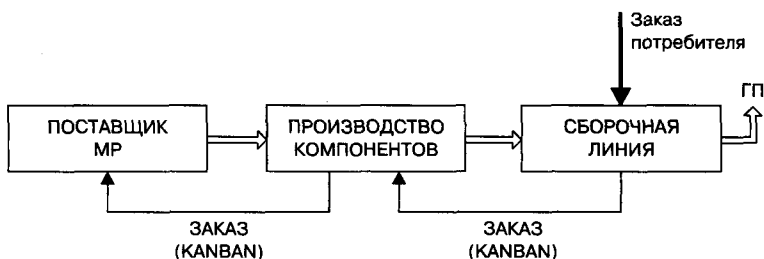 Заказ
потребителя
ГП
ПОСТАВЩИК
МР
ПРОИЗВОДСТВО
КОМПОНЕНТОВ
СБОРОЧНАЯ
ЛИНИЯ
ЗАКАЗ
(KANBAN)
ЗАКАЗ
(KANBAN)